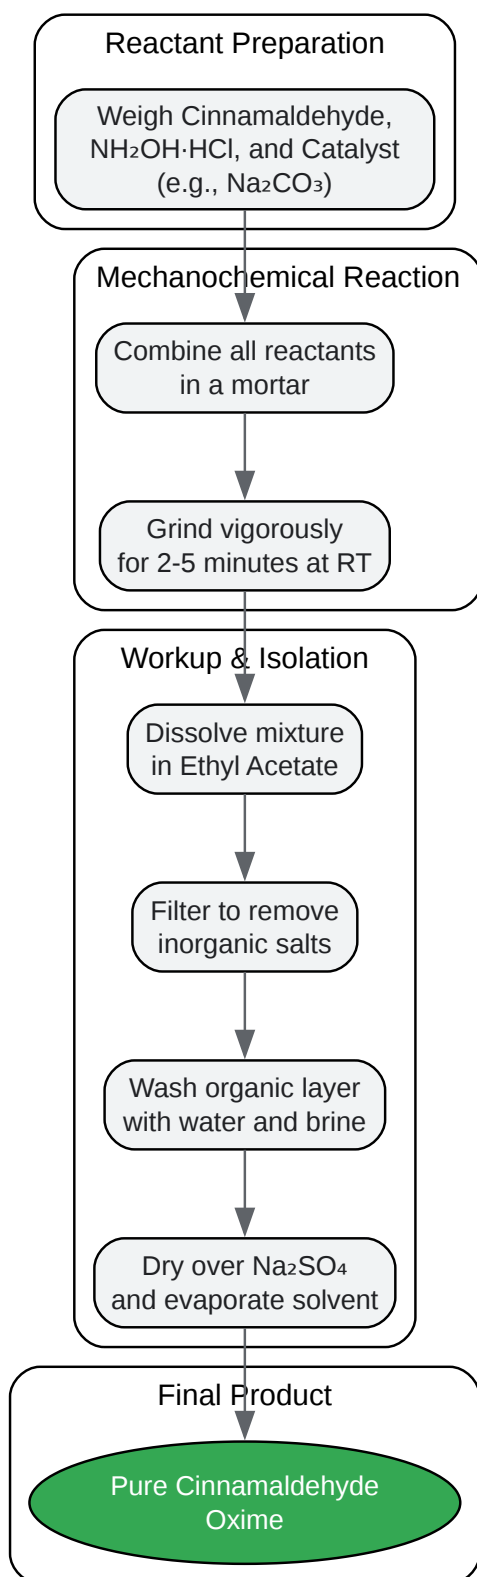 Reactant Preparation
Weigh Cinnamaldehyde,
NH₂OH·HCl, and Catalyst
(e.g., Na₂CO₃)
Mechanochemical Reaction
Combine all reactants
in a mortar
Grind vigorously
for 2-5 minutes at RT
Workup & Isolation
Dissolve mixture
in Ethyl Acetate
Filter to remove
inorganic salts
Wash organic layer
with water and brine
Dry over Na₂SO₄
and evaporate solvent
Final Product
Pure Cinnamaldehyde
Oxime